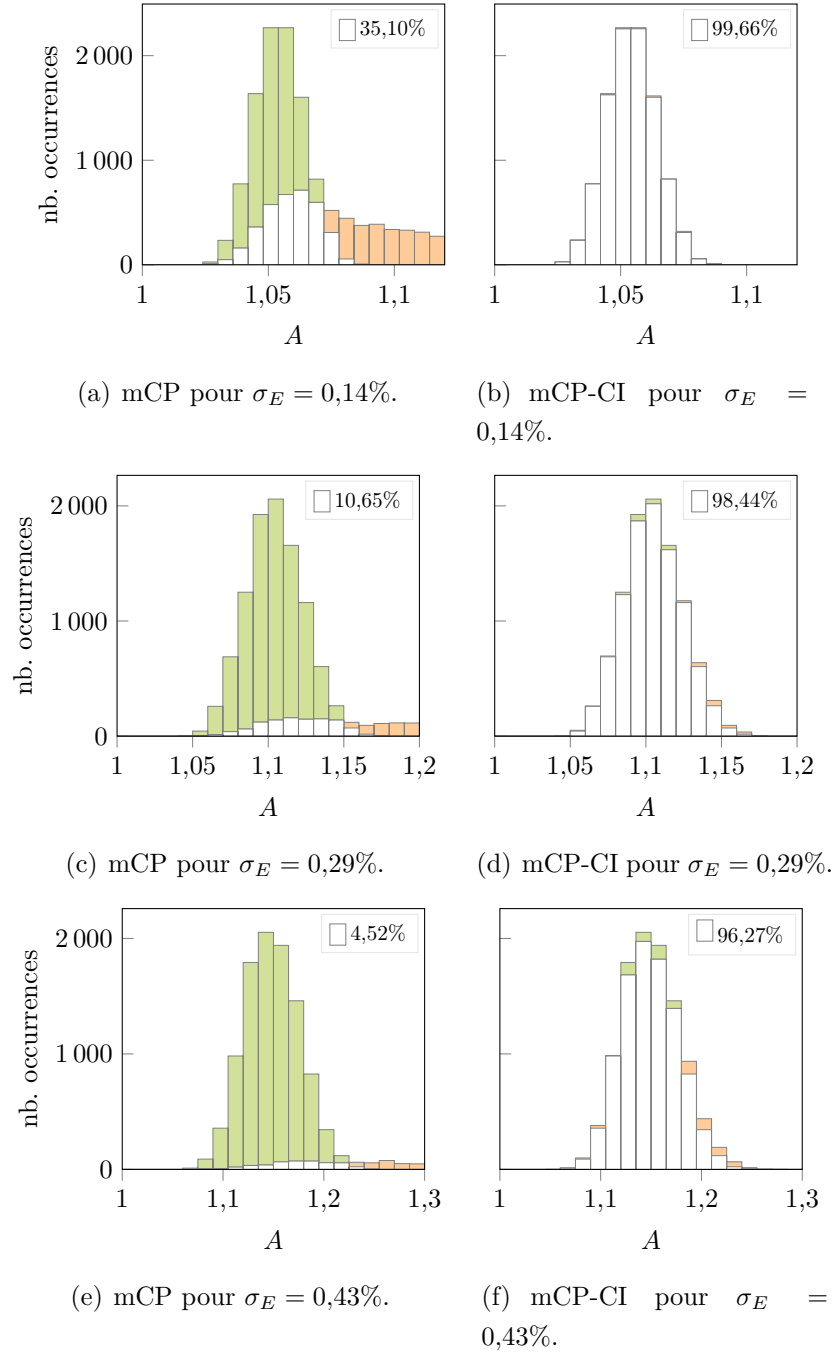 35,10%
2 000
1 000
0
nb. occurrences
1
1,05
1,1
A
(a) mCP pour σ_E = 0,14%.
99,66%
1
1,05
1,1
A
(b) mCP-CI pour σ_E =
0,14%.
10,65%
2 000
1 000
0
nb. occurrences
1
1,05
1,1
1,15
1,2
A
(c) mCP pour σ_E = 0,29%.
98,44%
1
1,05
1,1
1,15
1,2
A
(d) mCP-CI pour σ_E = 0,29%.
4,52%
2 000
1 000
0
nb. occurrences
1
1,1
1,2
1,3
A
(e) mCP pour σ_E = 0,43%.
96,27%
1
1,1
1,2
1,3
A
(f) mCP-CI pour σ_E =
0,43%.